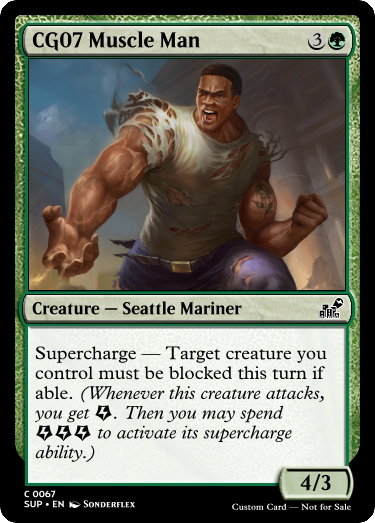 CG07 Muscle Man 3
Creature — Seattle Mariner
Supercharge — Target creature you
control must be blocked this turn if
able. (Whenever this creature attacks,
you get . Then you may spend
to activate its supercharge
ability.)
4/3
C 0067
SUP • EN SONDERFLEX
Custom Card — Not for Sale